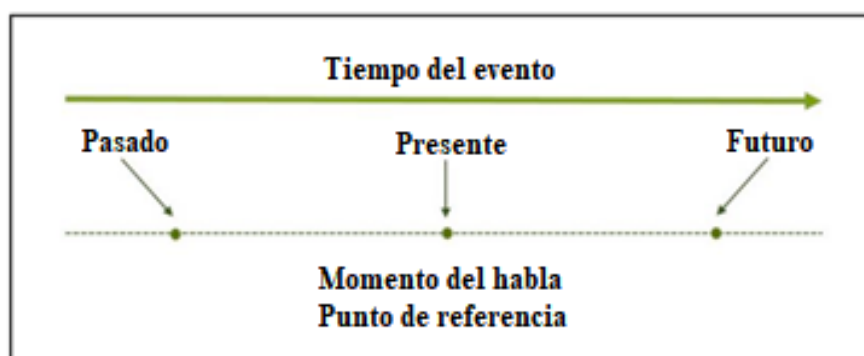 Tiempo del evento
Pasado Presente Futuro
Momento del habla
Punto de referencia